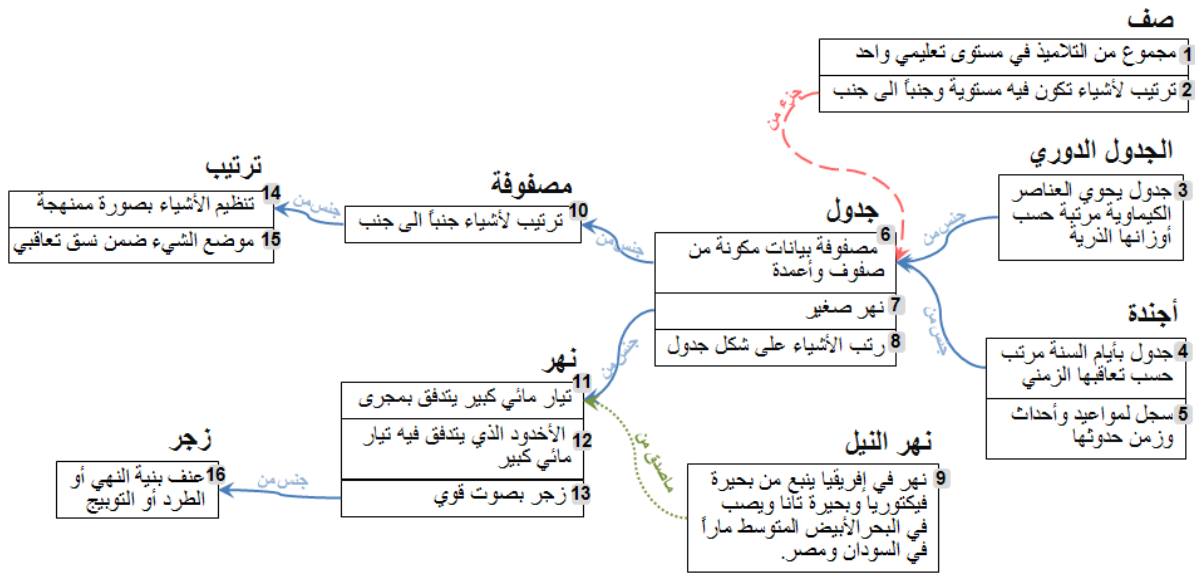 صف
1 مجموع من التلاميذ في مستوى تعليمي واحد
2 ترتيب لأشياء تكون فيه مستوية وجنباً الى جنب
جزء من
الجدول الدوري
3 جدول يحوي العناصر
الكيماوية مرتبة حسب
أوزانها الذرية
جنس من
أجندة
4 جدول بأيام السنة مرتب
حسب تعاقبها الزمني
5 سجل لمواعيد وأحداث
وزمن حدوثها
جنس من
جدول
6 مصفوفة بيانات مكونة من
صفوف وأعمدة
7 نهر صغير
8 رتب الأشياء على شكل جدول
جنس من
جنس من
مصفوفة
10 ترتيب لأشياء جنباً الى جنب
جنس من
ترتيب
14 تنظيم الأشياء بصورة ممنهجة
15 موضع الشيء ضمن نسق تعاقبي
نهر
11 تيار مائي كبير يتدفق بمجرى
12 الأخدود الذي يتدفق فيه تيار
مائي كبير
13 زجر بصوت قوي
جنس من
نهر النيل
9 نهر في إفريقيا ينبع من بحيرة
فيكتوريا وبحيرة تانا ويصب
في البحر الأبيض المتوسط ماراً
في السودان ومصر.
ماصدق من
زجر
16 عنف بنية النهي أو
الطرد أو التوبيج